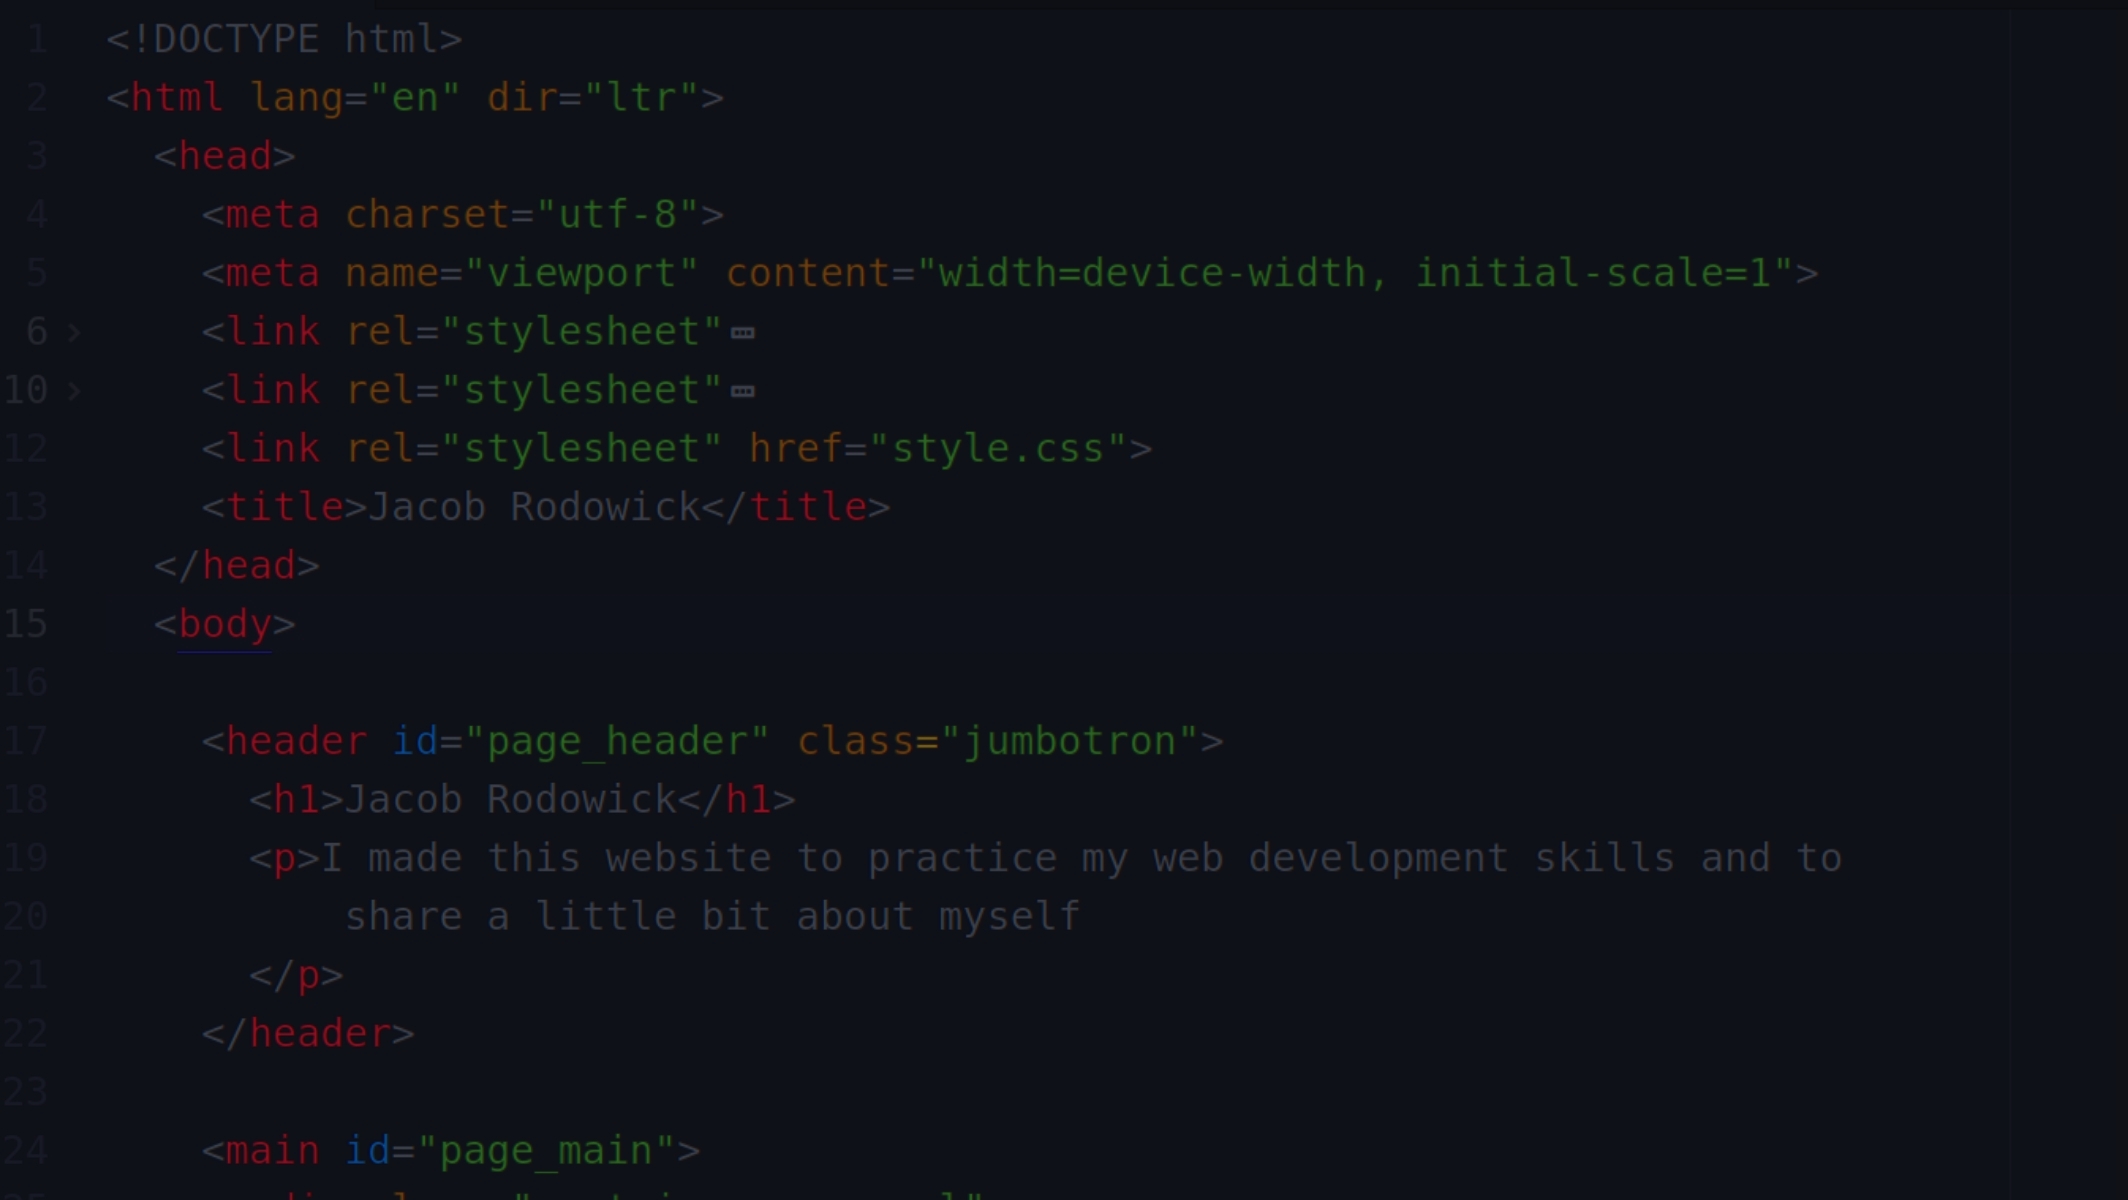 1 <!DOCTYPE html>
2 <html lang="en" dir="ltr">
3 <head>
4 <meta charset="utf-8">
5 <meta name="viewport" content="width=device-width, initial-scale=1">
6 > <link rel="stylesheet"
10 > <link rel="stylesheet"
12 <link rel="stylesheet" href="style.css">
13 <title>Jacob Rodowick</title>
14 </head>
15 <body>
16
17 <header id="page_header" class="jumbotron">
18 <h1>Jacob Rodowick</h1>
19 <p>I made this website to practice my web development skills and to
20 share a little bit about myself
21 </p>
22 </header>
23
24 <main id="page_main">